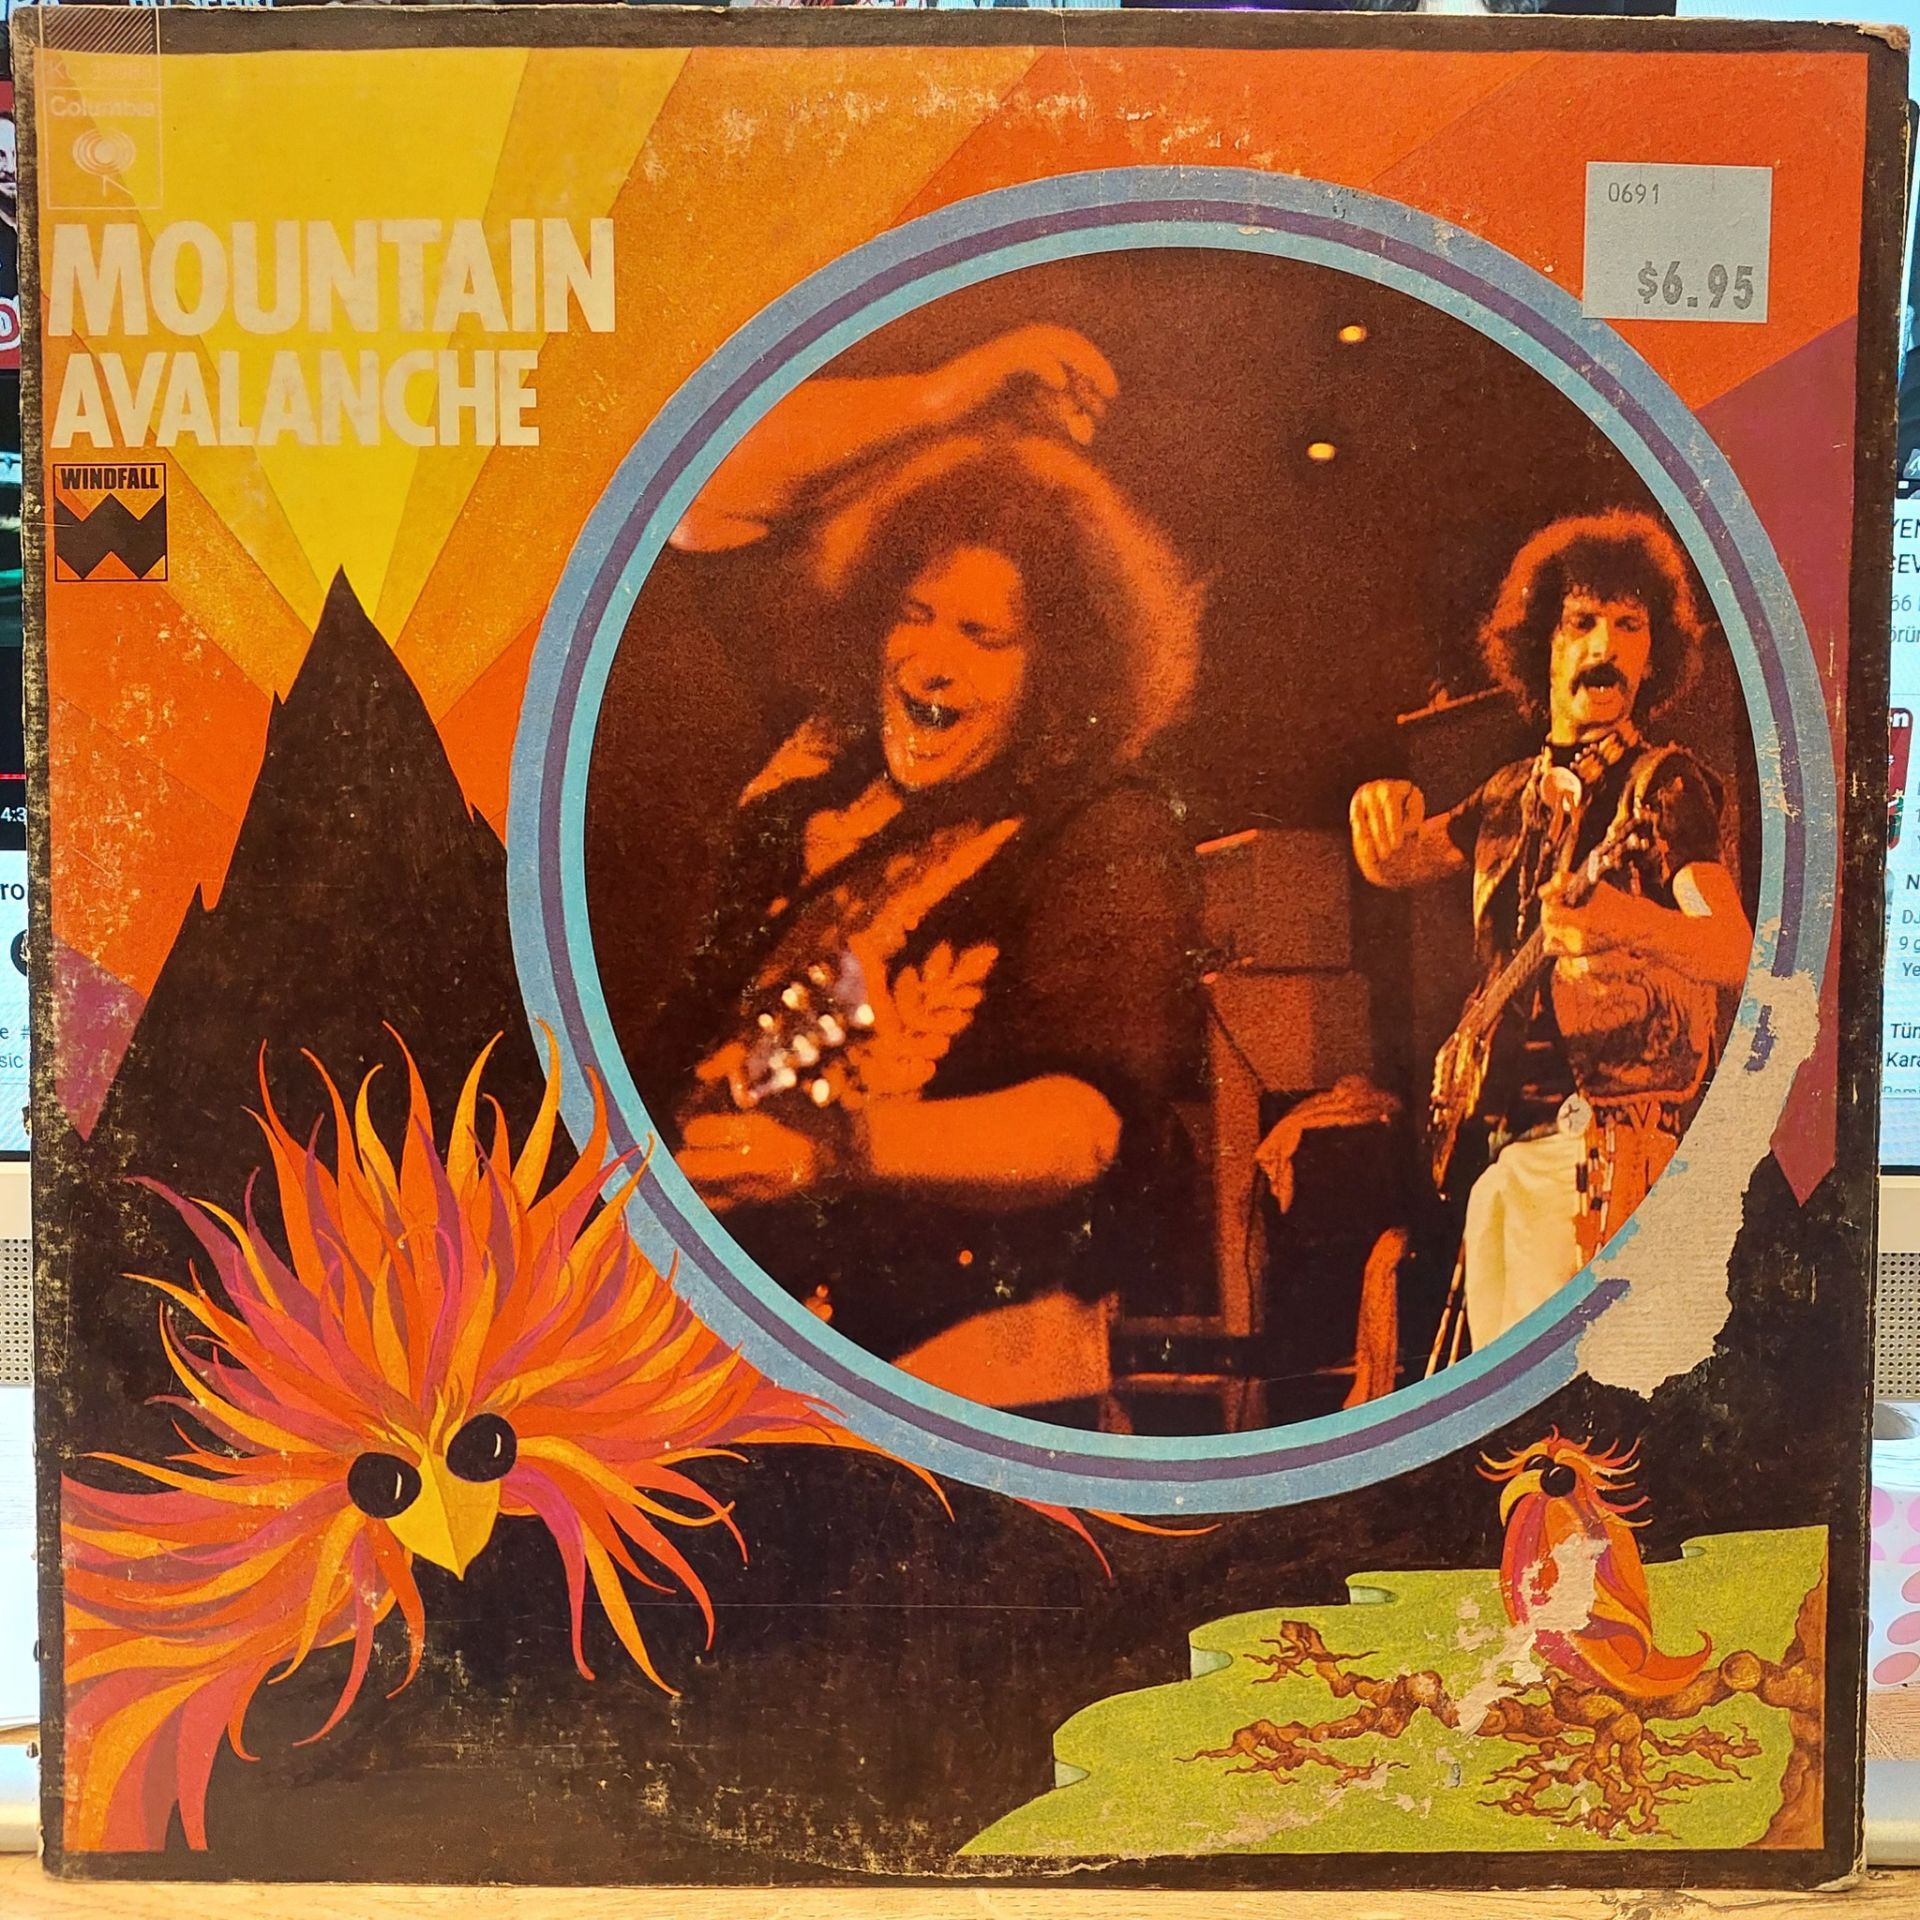 Columbia
MOUNTAIN
AVALANCHE
WINDFALL
0691
$6.95